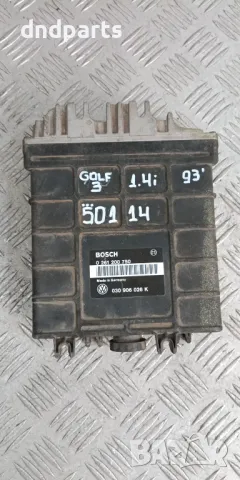 dndparts
GOLF
3
1.4i
93'
501 14
BOSCH
0 261 200 750
Made in Germany
030 906 026 K
BAZAR